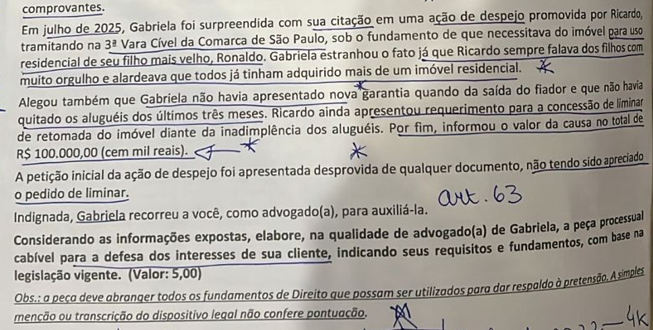 comprovantes.
Em julho de 2025, Gabriela foi surpreendida com sua citação em uma ação de despejo promovida por Ricardo,
tramitando na 3ª Vara Cível da Comarca de São Paulo, sob o fundamento de que necessitava do imóvel para uso
residencial de seu filho mais velho, Ronaldo. Gabriela estranhou o fato já que Ricardo sempre falava dos filhos com
muito orgulho e alardeava que todos já tinham adquirido mais de um imóvel residencial.
Alegou também que Gabriela não havia apresentado nova garantia quando da saída do fiador e que não havia
quitado os aluguéis dos últimos três meses. Ricardo ainda apresentou requerimento para a concessão de liminar
de retomada do imóvel diante da inadimplência dos aluguéis. Por fim, informou o valor da causa no total de
R$ 100.000,00 (cem mil reais).
A petição inicial da ação de despejo foi apresentada desprovida de qualquer documento, não tendo sido apreciado
o pedido de liminar.
art. 63
Indignada, Gabriela recorreu a você, como advogado(a), para auxiliá-la.
Considerando as informações expostas, elabore, na qualidade de advogado(a) de Gabriela, a peça processual
cabível para a defesa dos interesses de sua cliente, indicando seus requisitos e fundamentos, com base na
legislação vigente. (Valor: 5,00)
Obs.: a peça deve abranger todos os fundamentos de Direito que possam ser utilizados para dar respaldo à pretensão. A simples
menção ou transcrição do dispositivo legal não confere pontuação.
4K